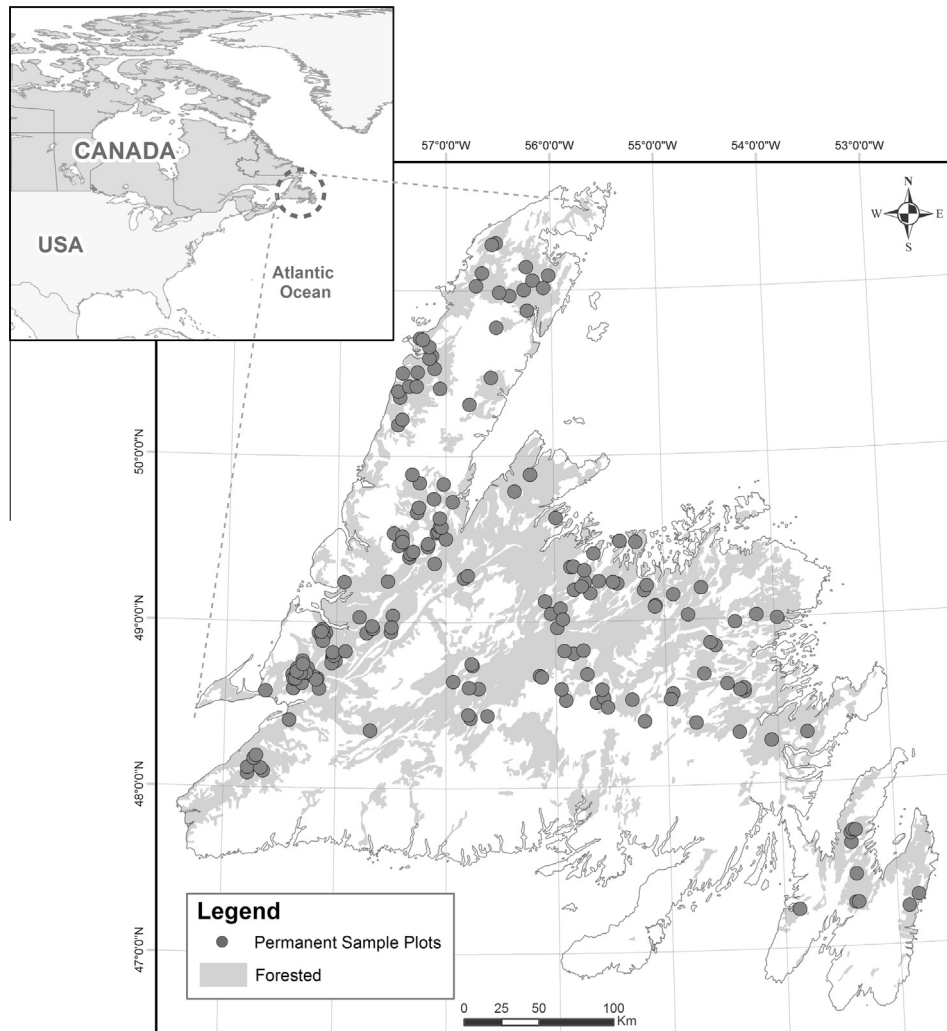 CANADA
USA
Atlantic
Ocean
57°0'0"W
56°0'0"W
55°0'0"W
54°0'0"W
53°0'0"W
N
W
E
S
50°0'0"N
49°0'0"N
48°0'0"N
47°0'0"N
Legend
Permanent Sample Plots
Forested
0 25 50 100
Km